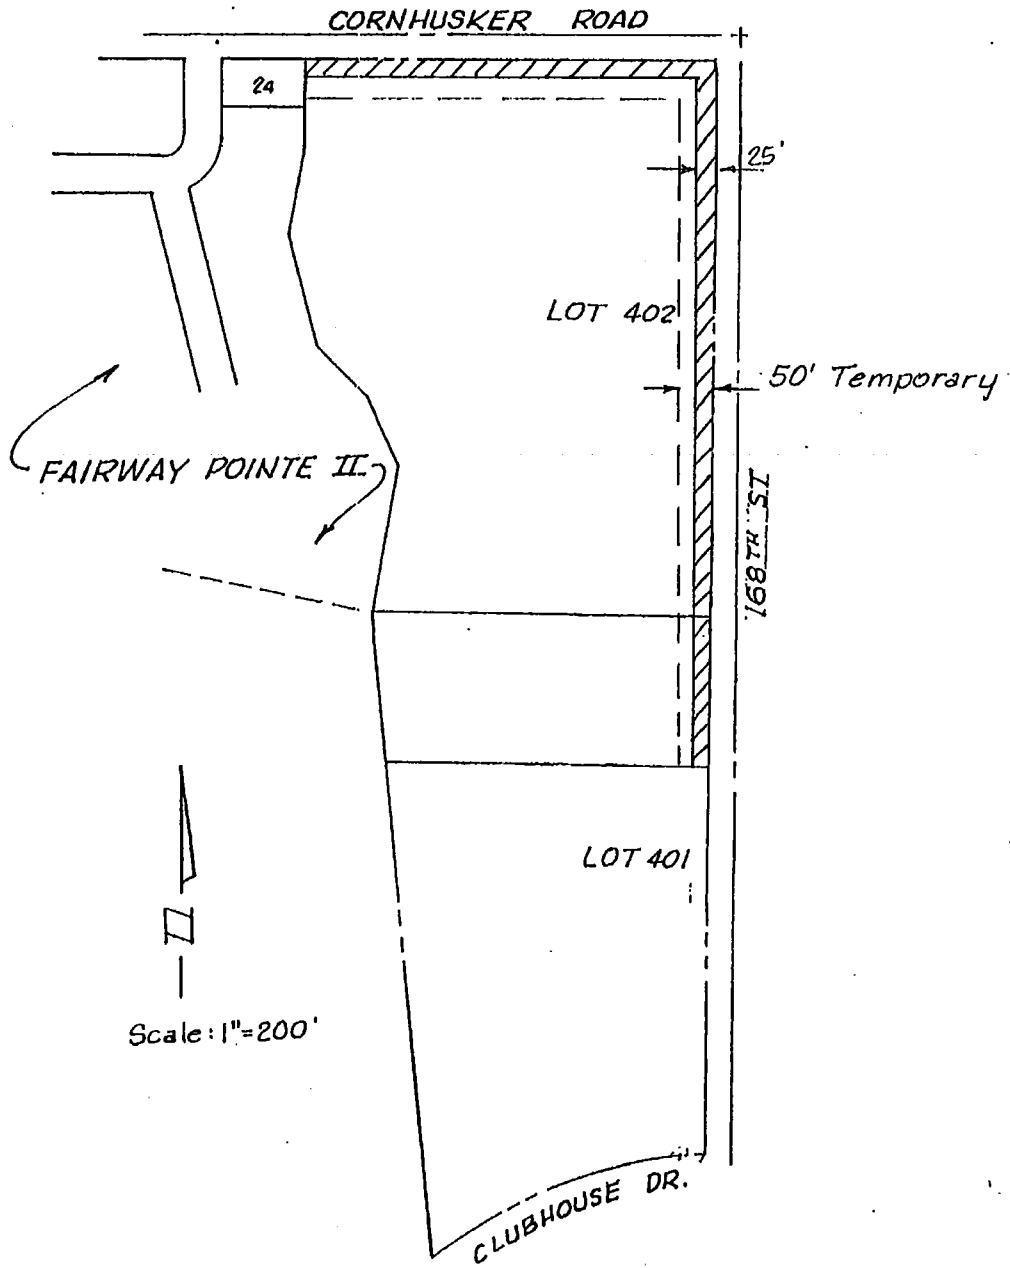 CORNHUSKER ROAD
24
25'
LOT 402
50' Temporary
FAIRWAY POINTE II
168TH ST.
LOT 401
Scale: 1"=200'
CLUBHOUSE DR.